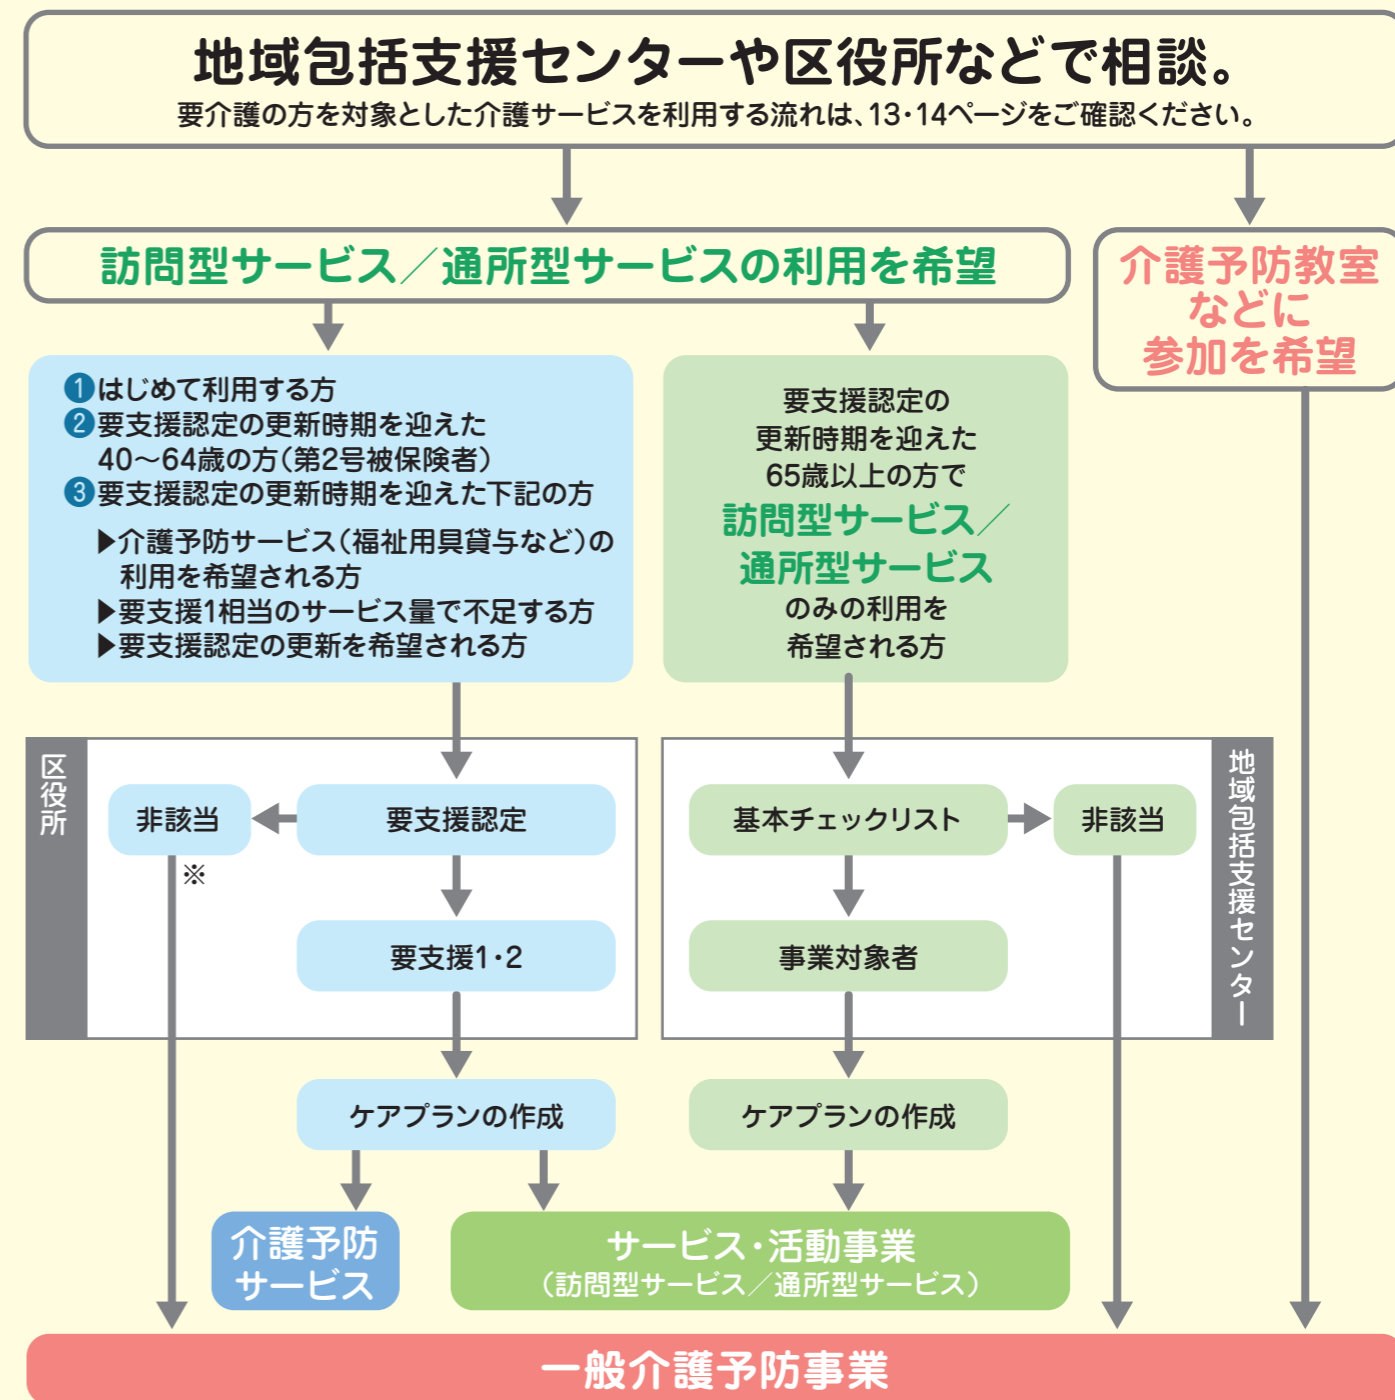 地域包括支援センターや区役所などで相談。
要介護の方を対象とした介護サービスを利用する流れは、13・14ページをご確認ください。
訪問型サービス／通所型サービスの利用を希望
介護予防教室
などに
参加を希望
❶はじめて利用する方
❷要支援認定の更新時期を迎えた
40〜64歳の方（第2号被保険者）
❸要支援認定の更新時期を迎えた下記の方
▶介護予防サービス（福祉用具貸与など）の
利用を希望される方
▶要支援1相当のサービス量で不足する方
▶要支援認定の更新を希望される方
要支援認定の
更新時期を迎えた
65歳以上の方で
訪問型サービス／
通所型サービス
のみの利用を
希望される方
区役所
非該当
※
要支援認定
要支援1・2
基本チェックリスト
非該当
事業対象者
地域包括支援センター
ケアプランの作成
ケアプランの作成
介護予防
サービス
サービス・活動事業
（訪問型サービス／通所型サービス）
一般介護予防事業